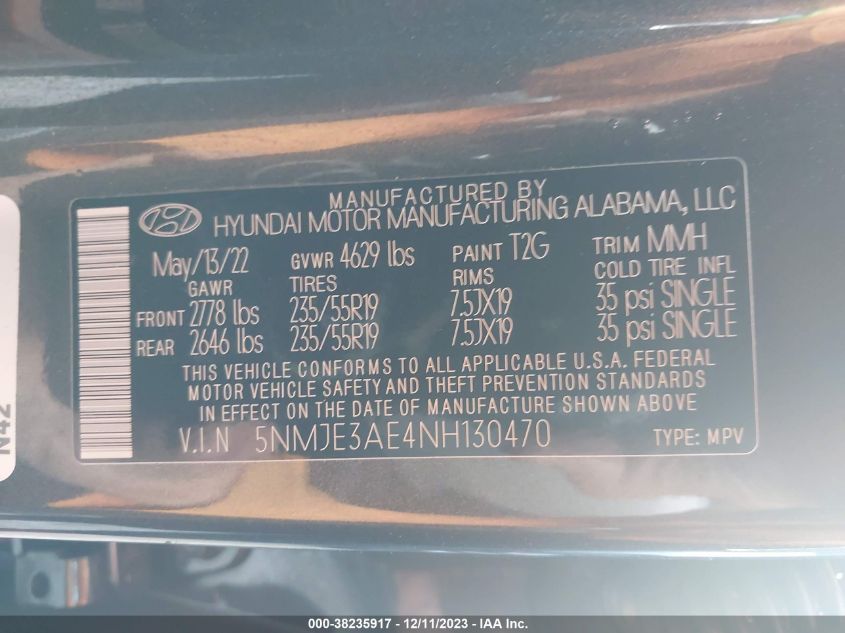 MANUFACTURED BY
HYUNDAI MOTOR MANUFACTURING ALABAMA, LLC
May/13/22 GVWR 4629 lbs PAINT T2G TRIM MMH
GAWR TIRES RIMS COLD TIRE INFL
FRONT 2778 lbs 235/55R19 7.5JX19 35 psi SINGLE
REAR 2646 lbs 235/55R19 7.5JX19 35 psi SINGLE
THIS VEHICLE CONFORMS TO ALL APPLICABLE U.S.A. FEDERAL
MOTOR VEHICLE SAFETY AND THEFT PREVENTION STANDARDS
IN EFFECT ON THE DATE OF MANUFACTURE SHOWN ABOVE
V.I.N 5NMJE3AE4NH130470 TYPE: MPV
N42
000-38235917 - 12/11/2023 - IAA Inc.